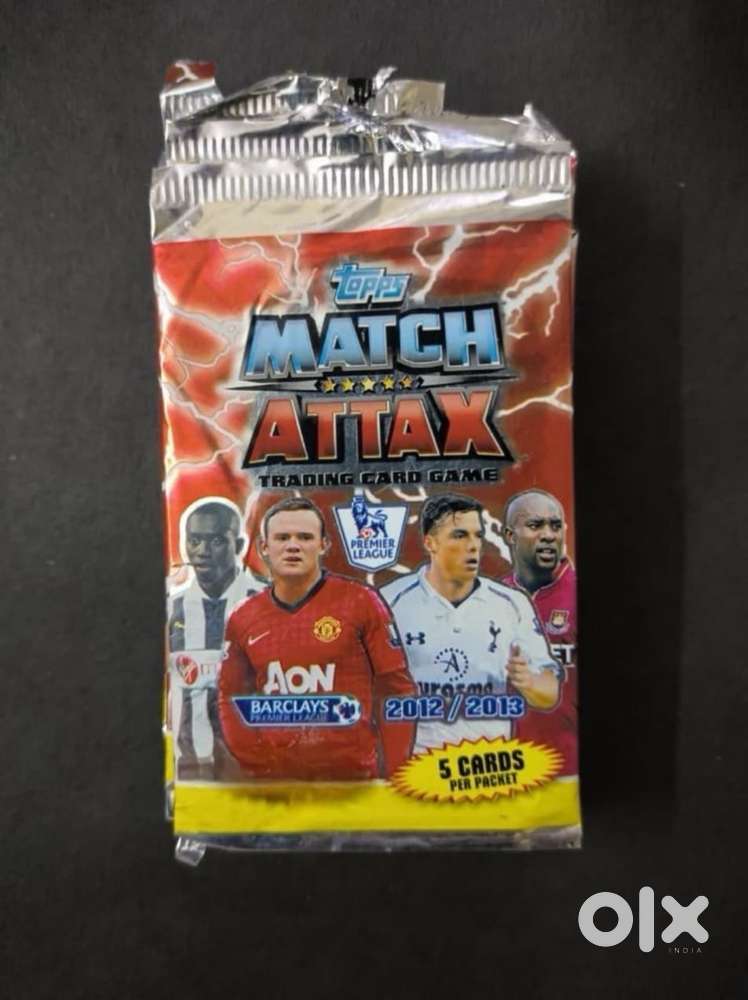 topps
MATCH
ATTAX
TRADING CARD GAME
PREMIER
LEAGUE
AON
BARCLAYS
PREMIER LEAGUE
2012/2013
5 CARDS
PER PACKET
olx
INDIA